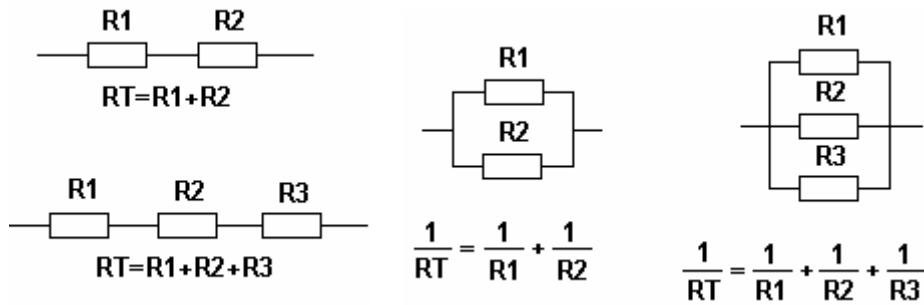 R1 R2
RT=R1+R2
R1 R2 R3
RT=R1+R2+R3
R1
R2
1/RT = 1/R1 + 1/R2
R1
R2
R3
1/RT = 1/R1 + 1/R2 + 1/R3